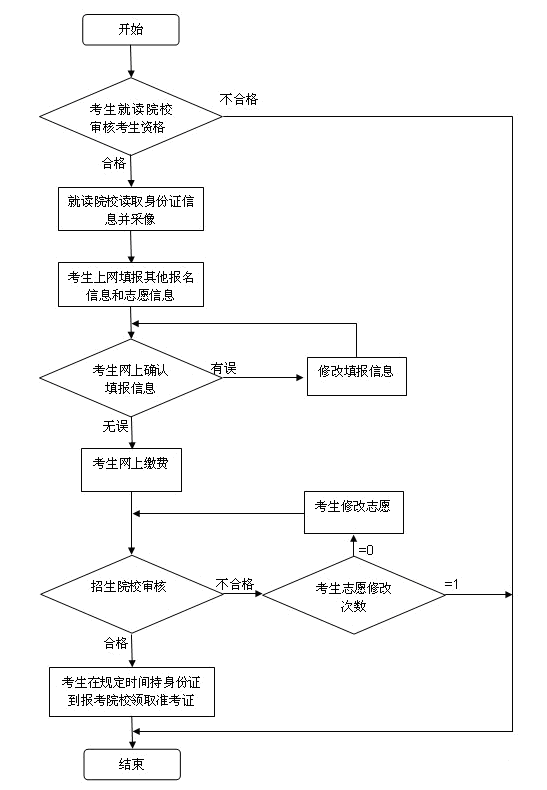 开始
考生就读院校
审核考生资格
不合格
合格
就读院校读取身份证信
息并采像
考生上网填报其他报名
信息和志愿信息
考生网上确认
填报信息
有误
修改填报信息
无误
考生网上缴费
考生修改志愿
=0
招生院校审核
不合格
考生志愿修改
次数
=1
合格
考生在规定时间持身份证
到报考院校领取准考证
结束